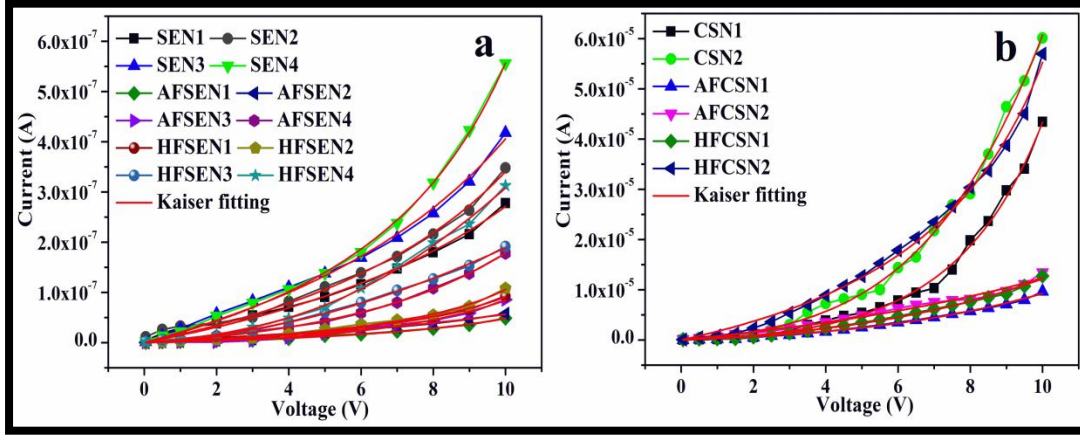 a
6.0x10⁻⁷
5.0x10⁻⁷
4.0x10⁻⁷
3.0x10⁻⁷
2.0x10⁻⁷
1.0x10⁻⁷
0.0
Current (A)
SEN1 SEN2
SEN3 SEN4
AFSEN1 AFSEN2
AFSEN3 AFSEN4
HFSEN1 HFSEN2
HFSEN3 HFSEN4
Kaiser fitting
0 2 4 6 8 10
Voltage (V)
b
6.0x10⁻⁵
5.0x10⁻⁵
4.0x10⁻⁵
3.0x10⁻⁵
2.0x10⁻⁵
1.0x10⁻⁵
0.0
Current (A)
CSN1
CSN2
AFCSN1
AFCSN2
HFCSN1
HFCSN2
Kaiser fitting
0 2 4 6 8 10
Voltage (V)